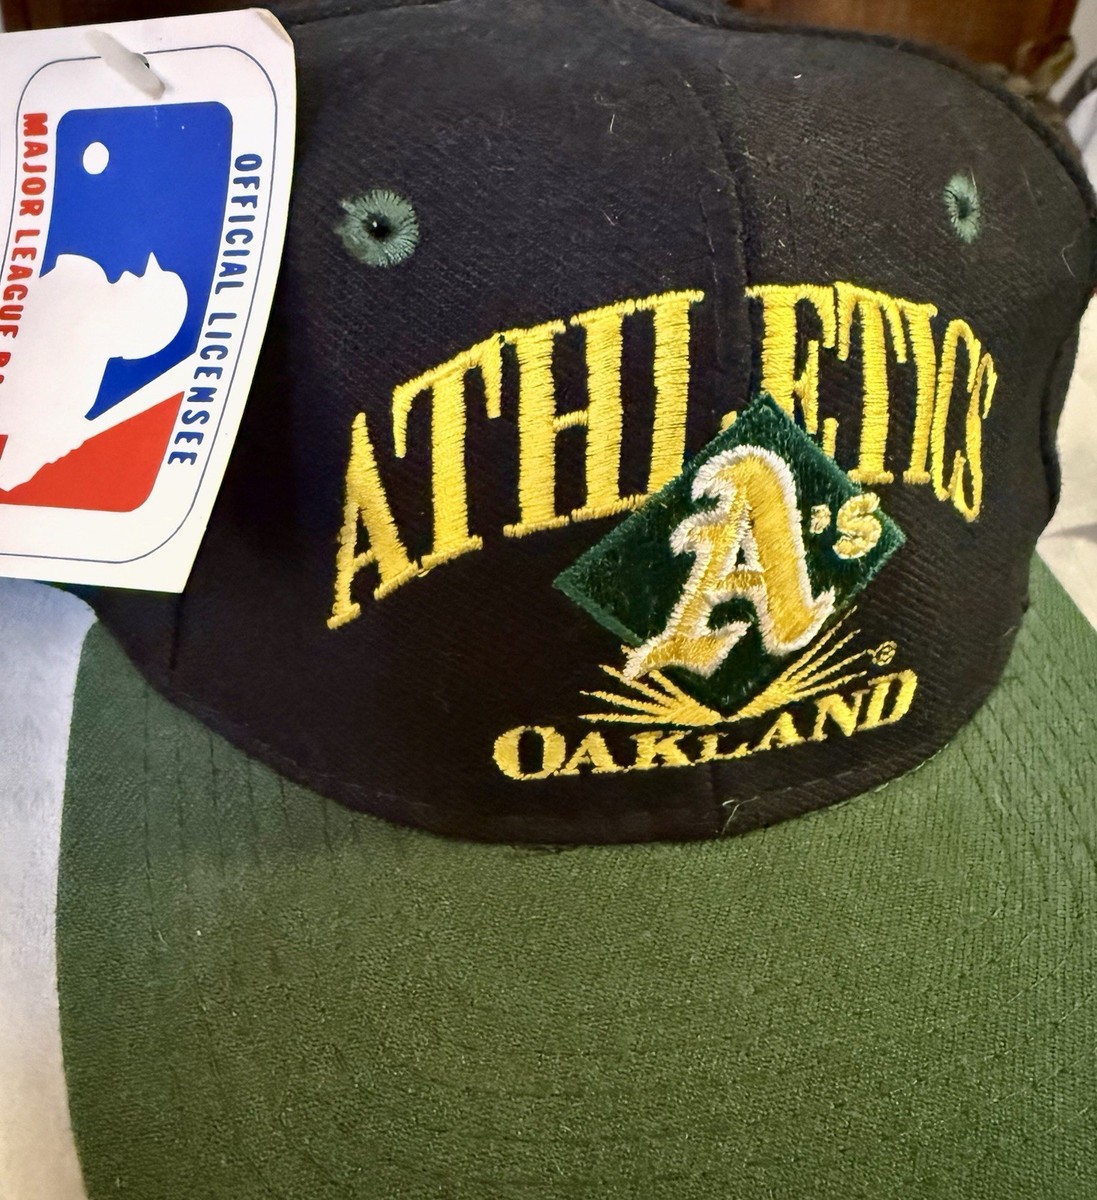 OFFICIAL LICENSEE
MAJOR LEAGUE
ATHLETICS
A's
©
OAKLAND